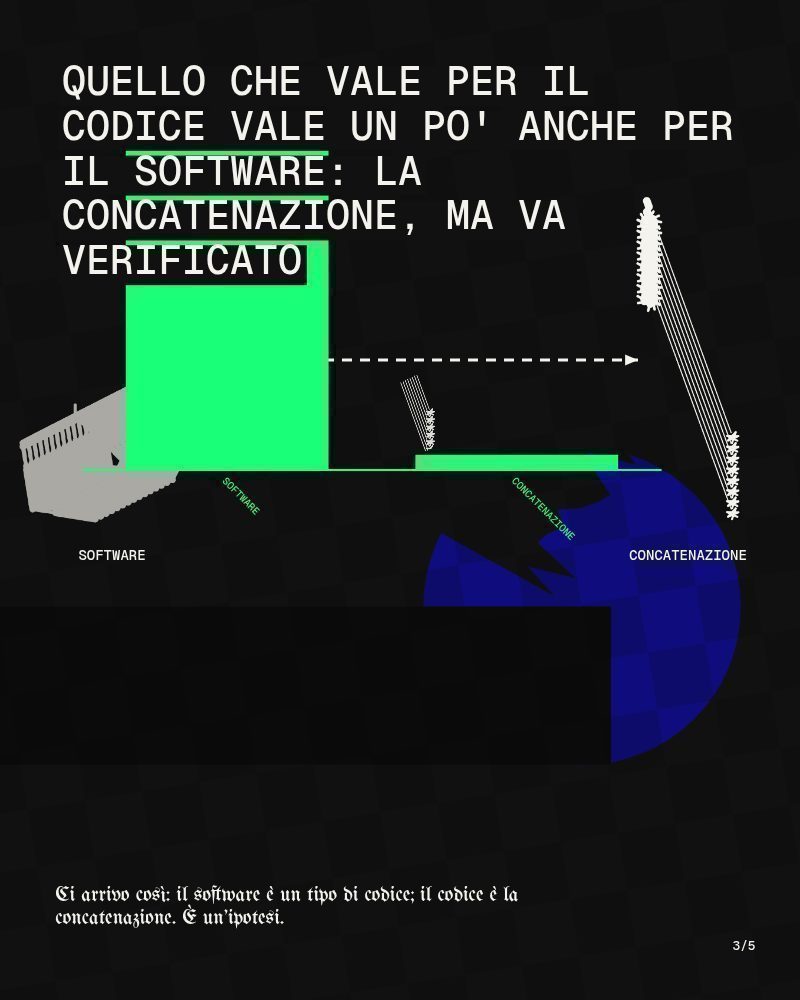 QUELLO CHE VALE PER IL
CODICE VALE UN PO' ANCHE PER
IL SOFTWARE: LA
CONCATENAZIONE, MA VA
VERIFICATO
SOFTWARE
CONCATENAZIONE
SOFTWARE
CONCATENAZIONE
Ci arrivo così: il software è un tipo di codice; il codice è la
concatenazione. È un'ipotesi.
3/5